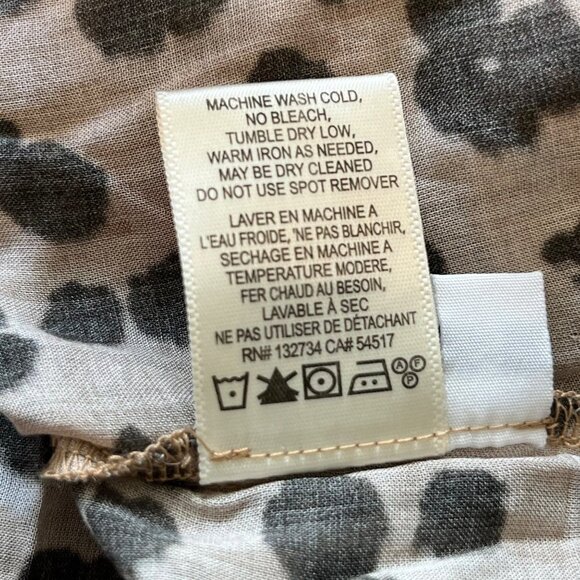 MACHINE WASH COLD,
NO BLEACH,
TUMBLE DRY LOW,
WARM IRON AS NEEDED,
MAY BE DRY CLEANED
DO NOT USE SPOT REMOVER
LAVER EN MACHINE A
L'EAU FROIDE, 'NE PAS BLANCHIR,
SECHAGE EN MACHINE A
TEMPERATURE MODERE,
FER CHAUD AU BESOIN,
LAVABLE À SEC
NE PAS UTILISER DE DÉTACHANT
RN# 132734 CA# 54517
A F
P